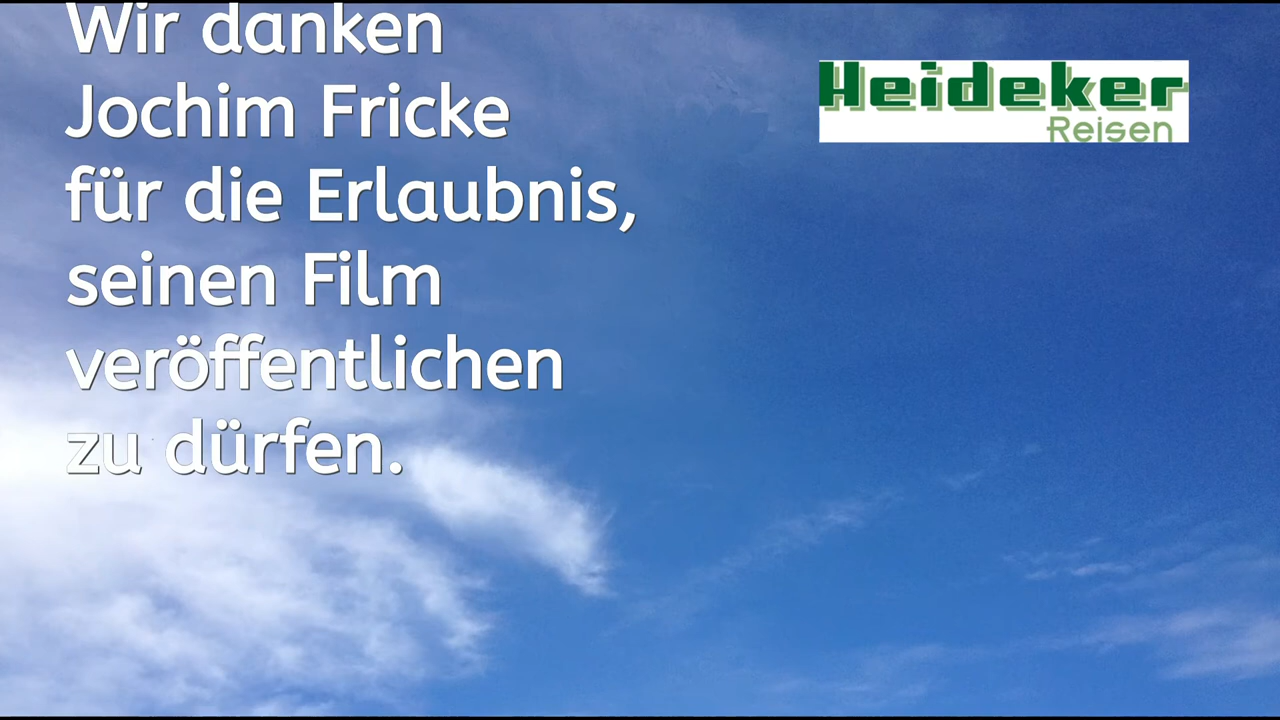 Wir danken
Jochim Fricke
für die Erlaubnis,
seinen Film
veröffentlichen
zu dürfen.
Heideker
Reisen